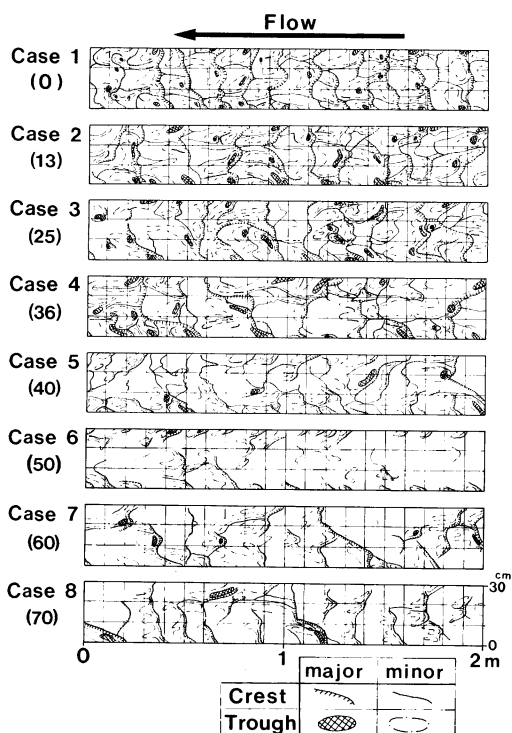 Flow
Case 1
(0)
Case 2
(13)
Case 3
(25)
Case 4
(36)
Case 5
(40)
Case 6
(50)
Case 7
(60)
Case 8
(70)
cm
30
0
0 1 2 m
major minor
Crest
Trough